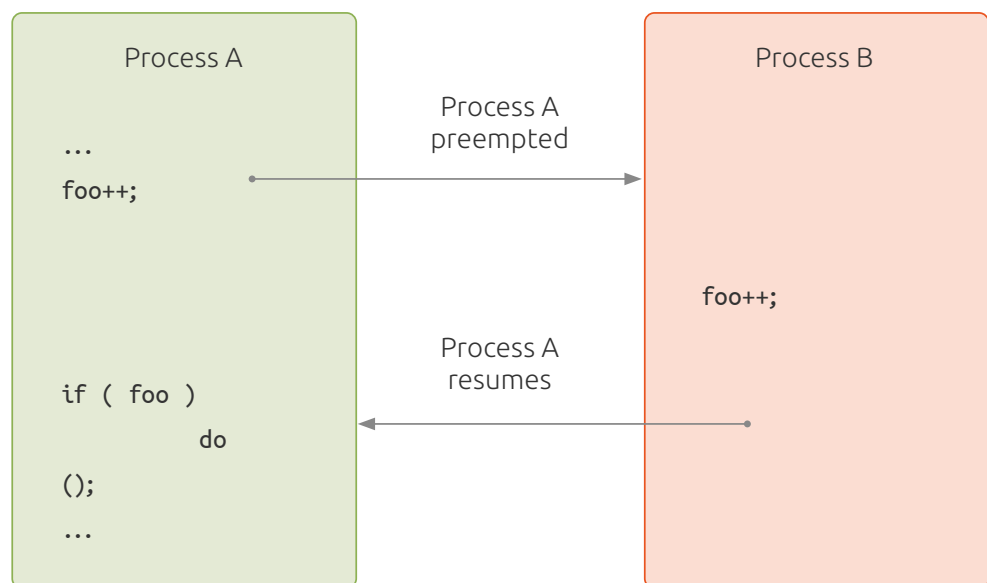 Process A
...
foo++;
if ( foo )
do
();
...
Process A
preempted
Process A
resumes
Process B
foo++;